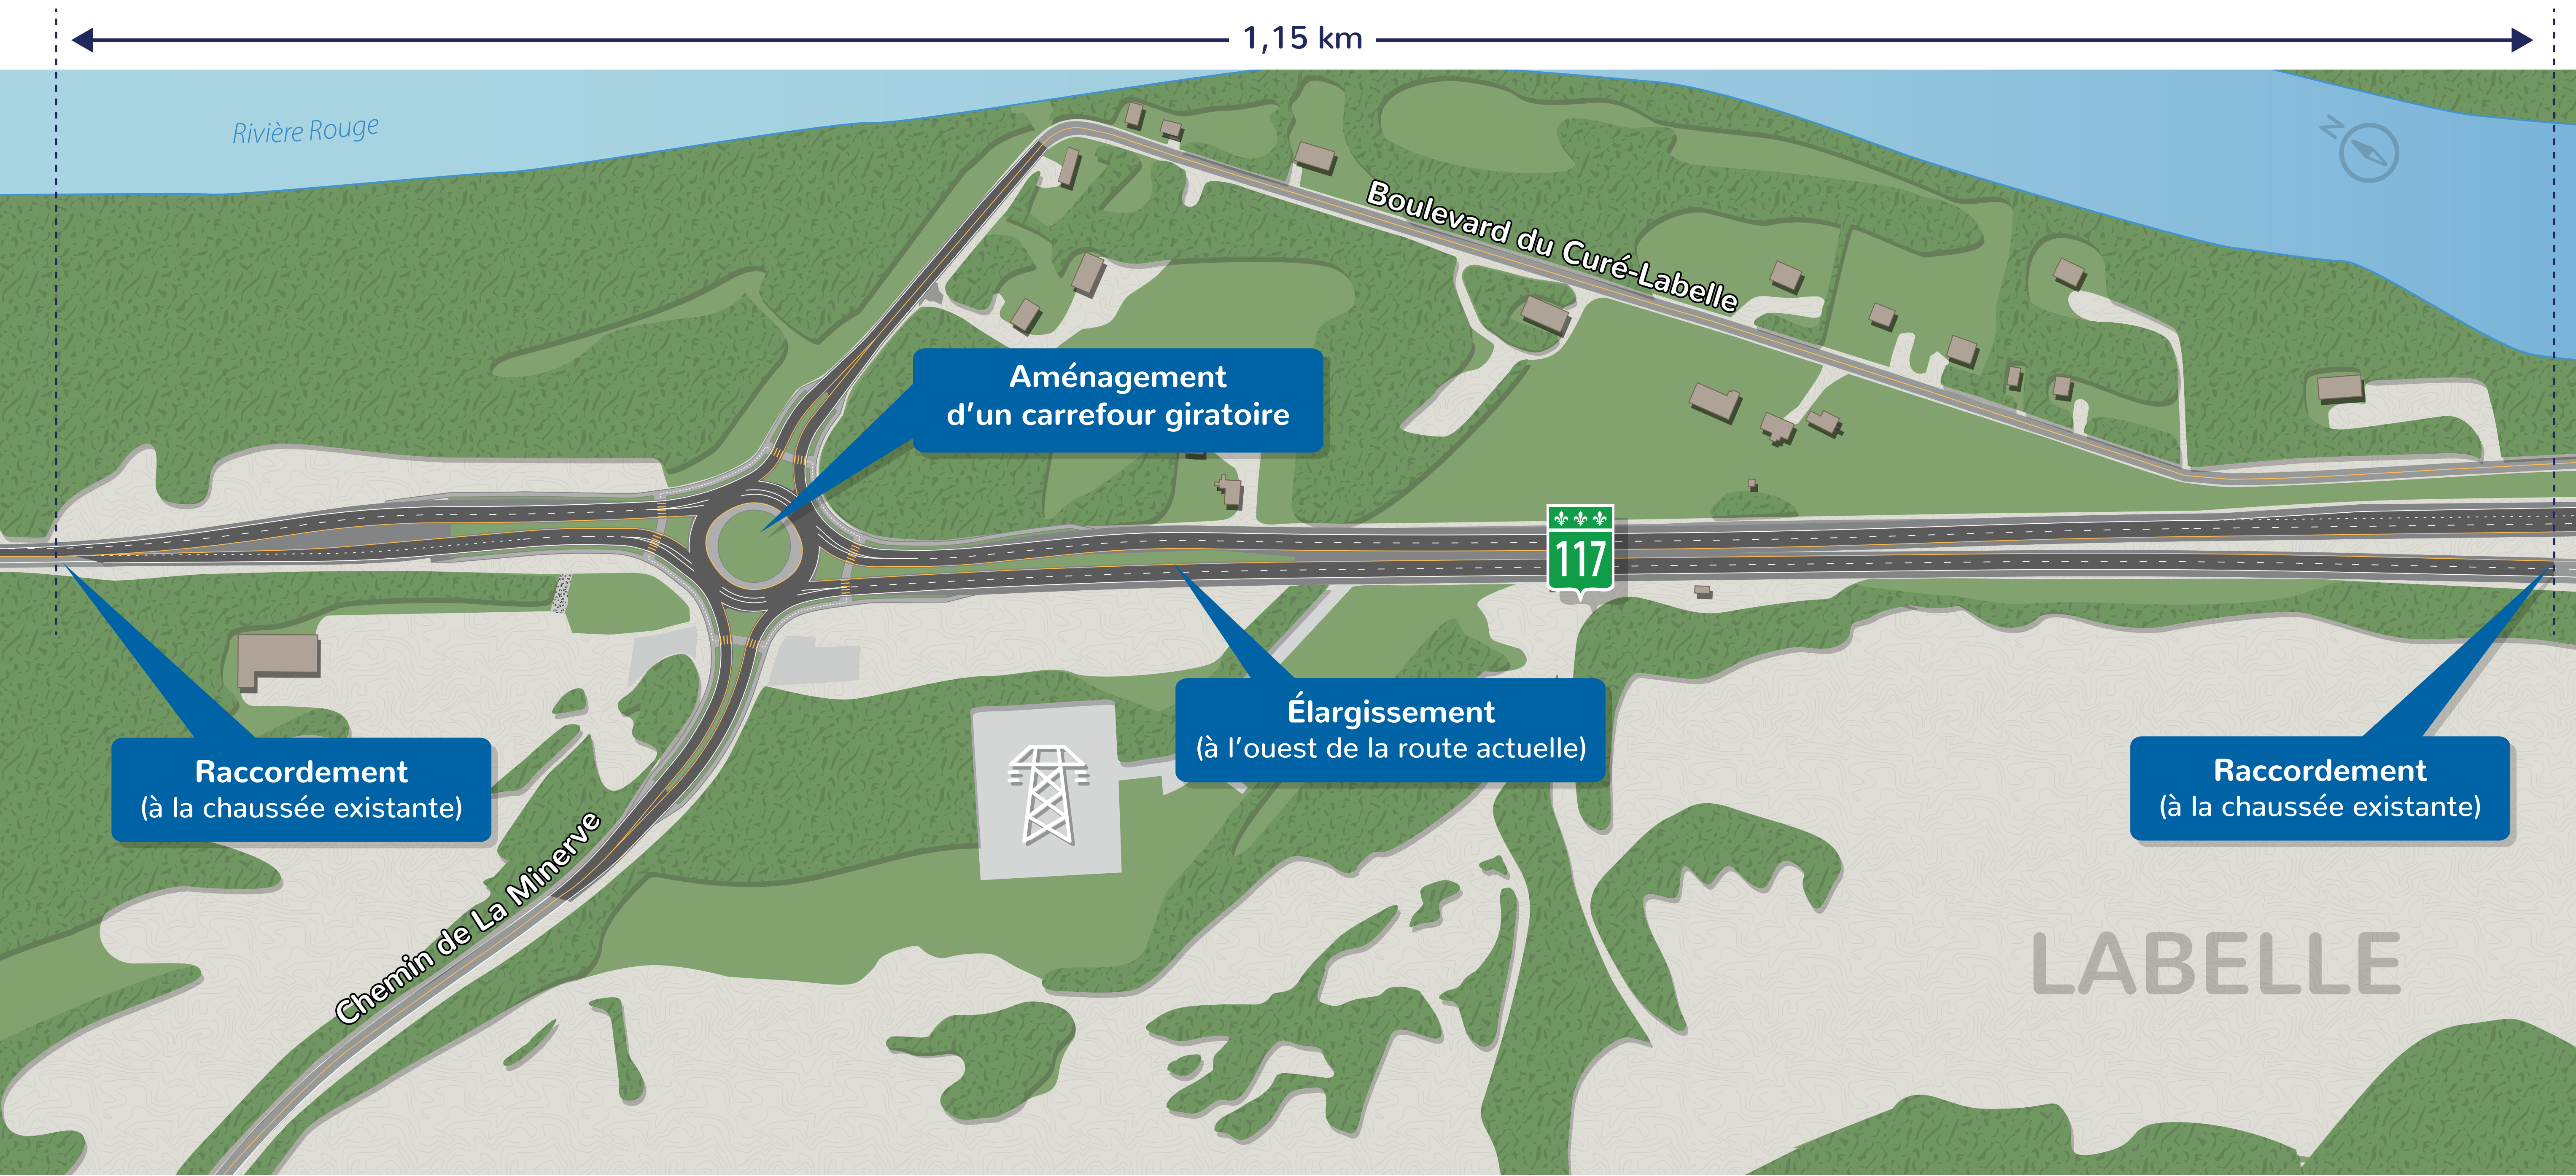 1,15 km
Rivière Rouge
N
Boulevard du Curé-Labelle
Aménagement
d’un carrefour giratoire
117
Élargissement
(à l’ouest de la route actuelle)
Raccordement
(à la chaussée existante)
Raccordement
(à la chaussée existante)
Chemin de La Minerve
LABELLE